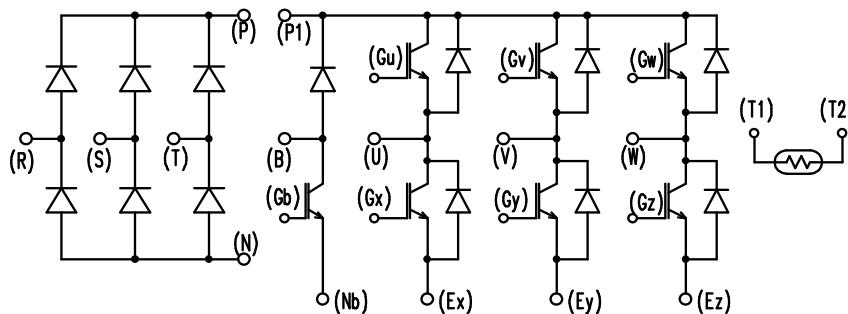 (P) (P1)
(Gu) (Gv) (Gw)
(T1) (T2
(R) (S) (T) (B) (U) (V) (W)
(Gb) (Gx) (Gy) (Gz)
(N)
(Nb) (Ex) (Ey) (Ez)